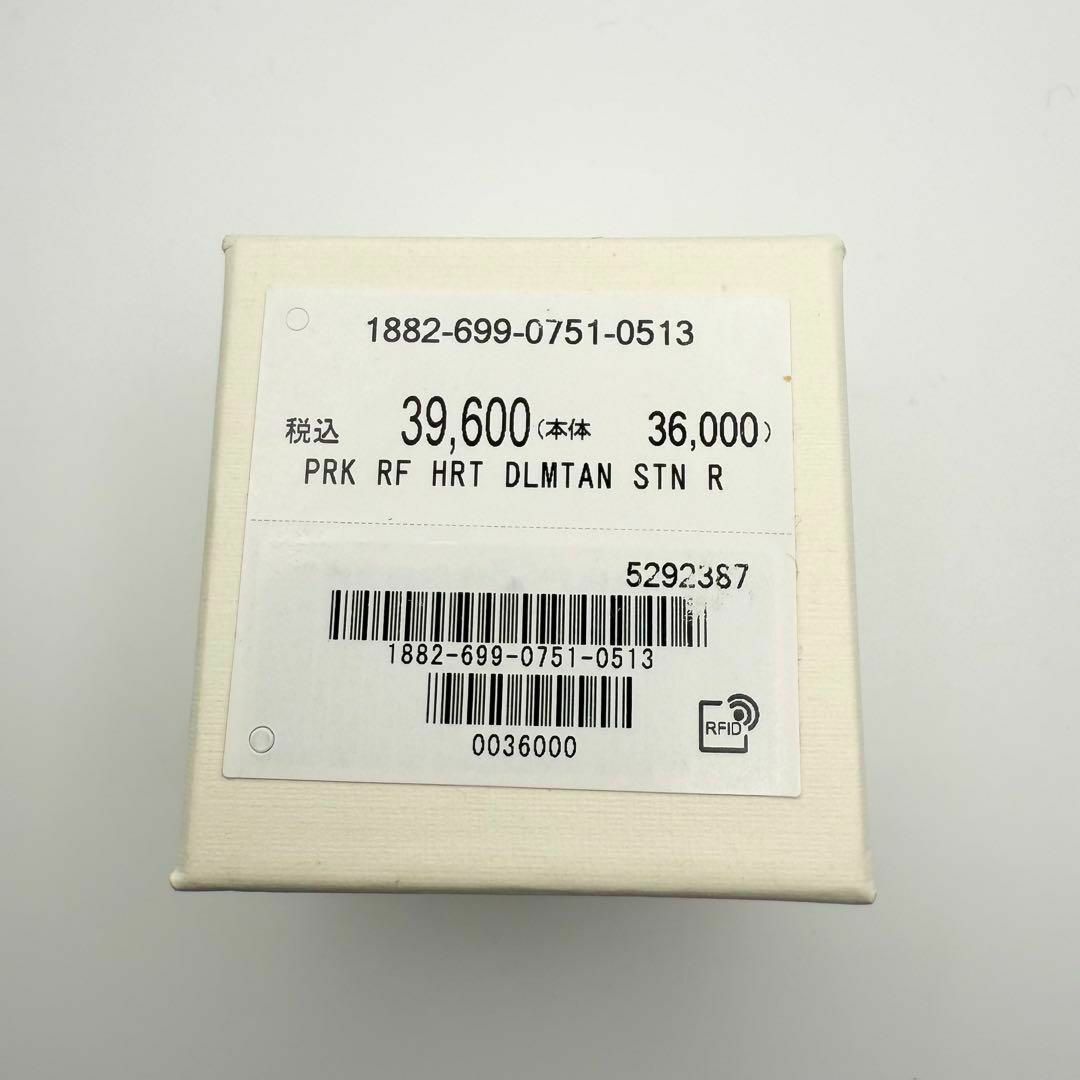 1882-699-0751-0513
税込 39,600(本体 36,000)
PRK RF HRT DLMTAN STN R
5292387
1882-699-0751-0513
0036000
RFID